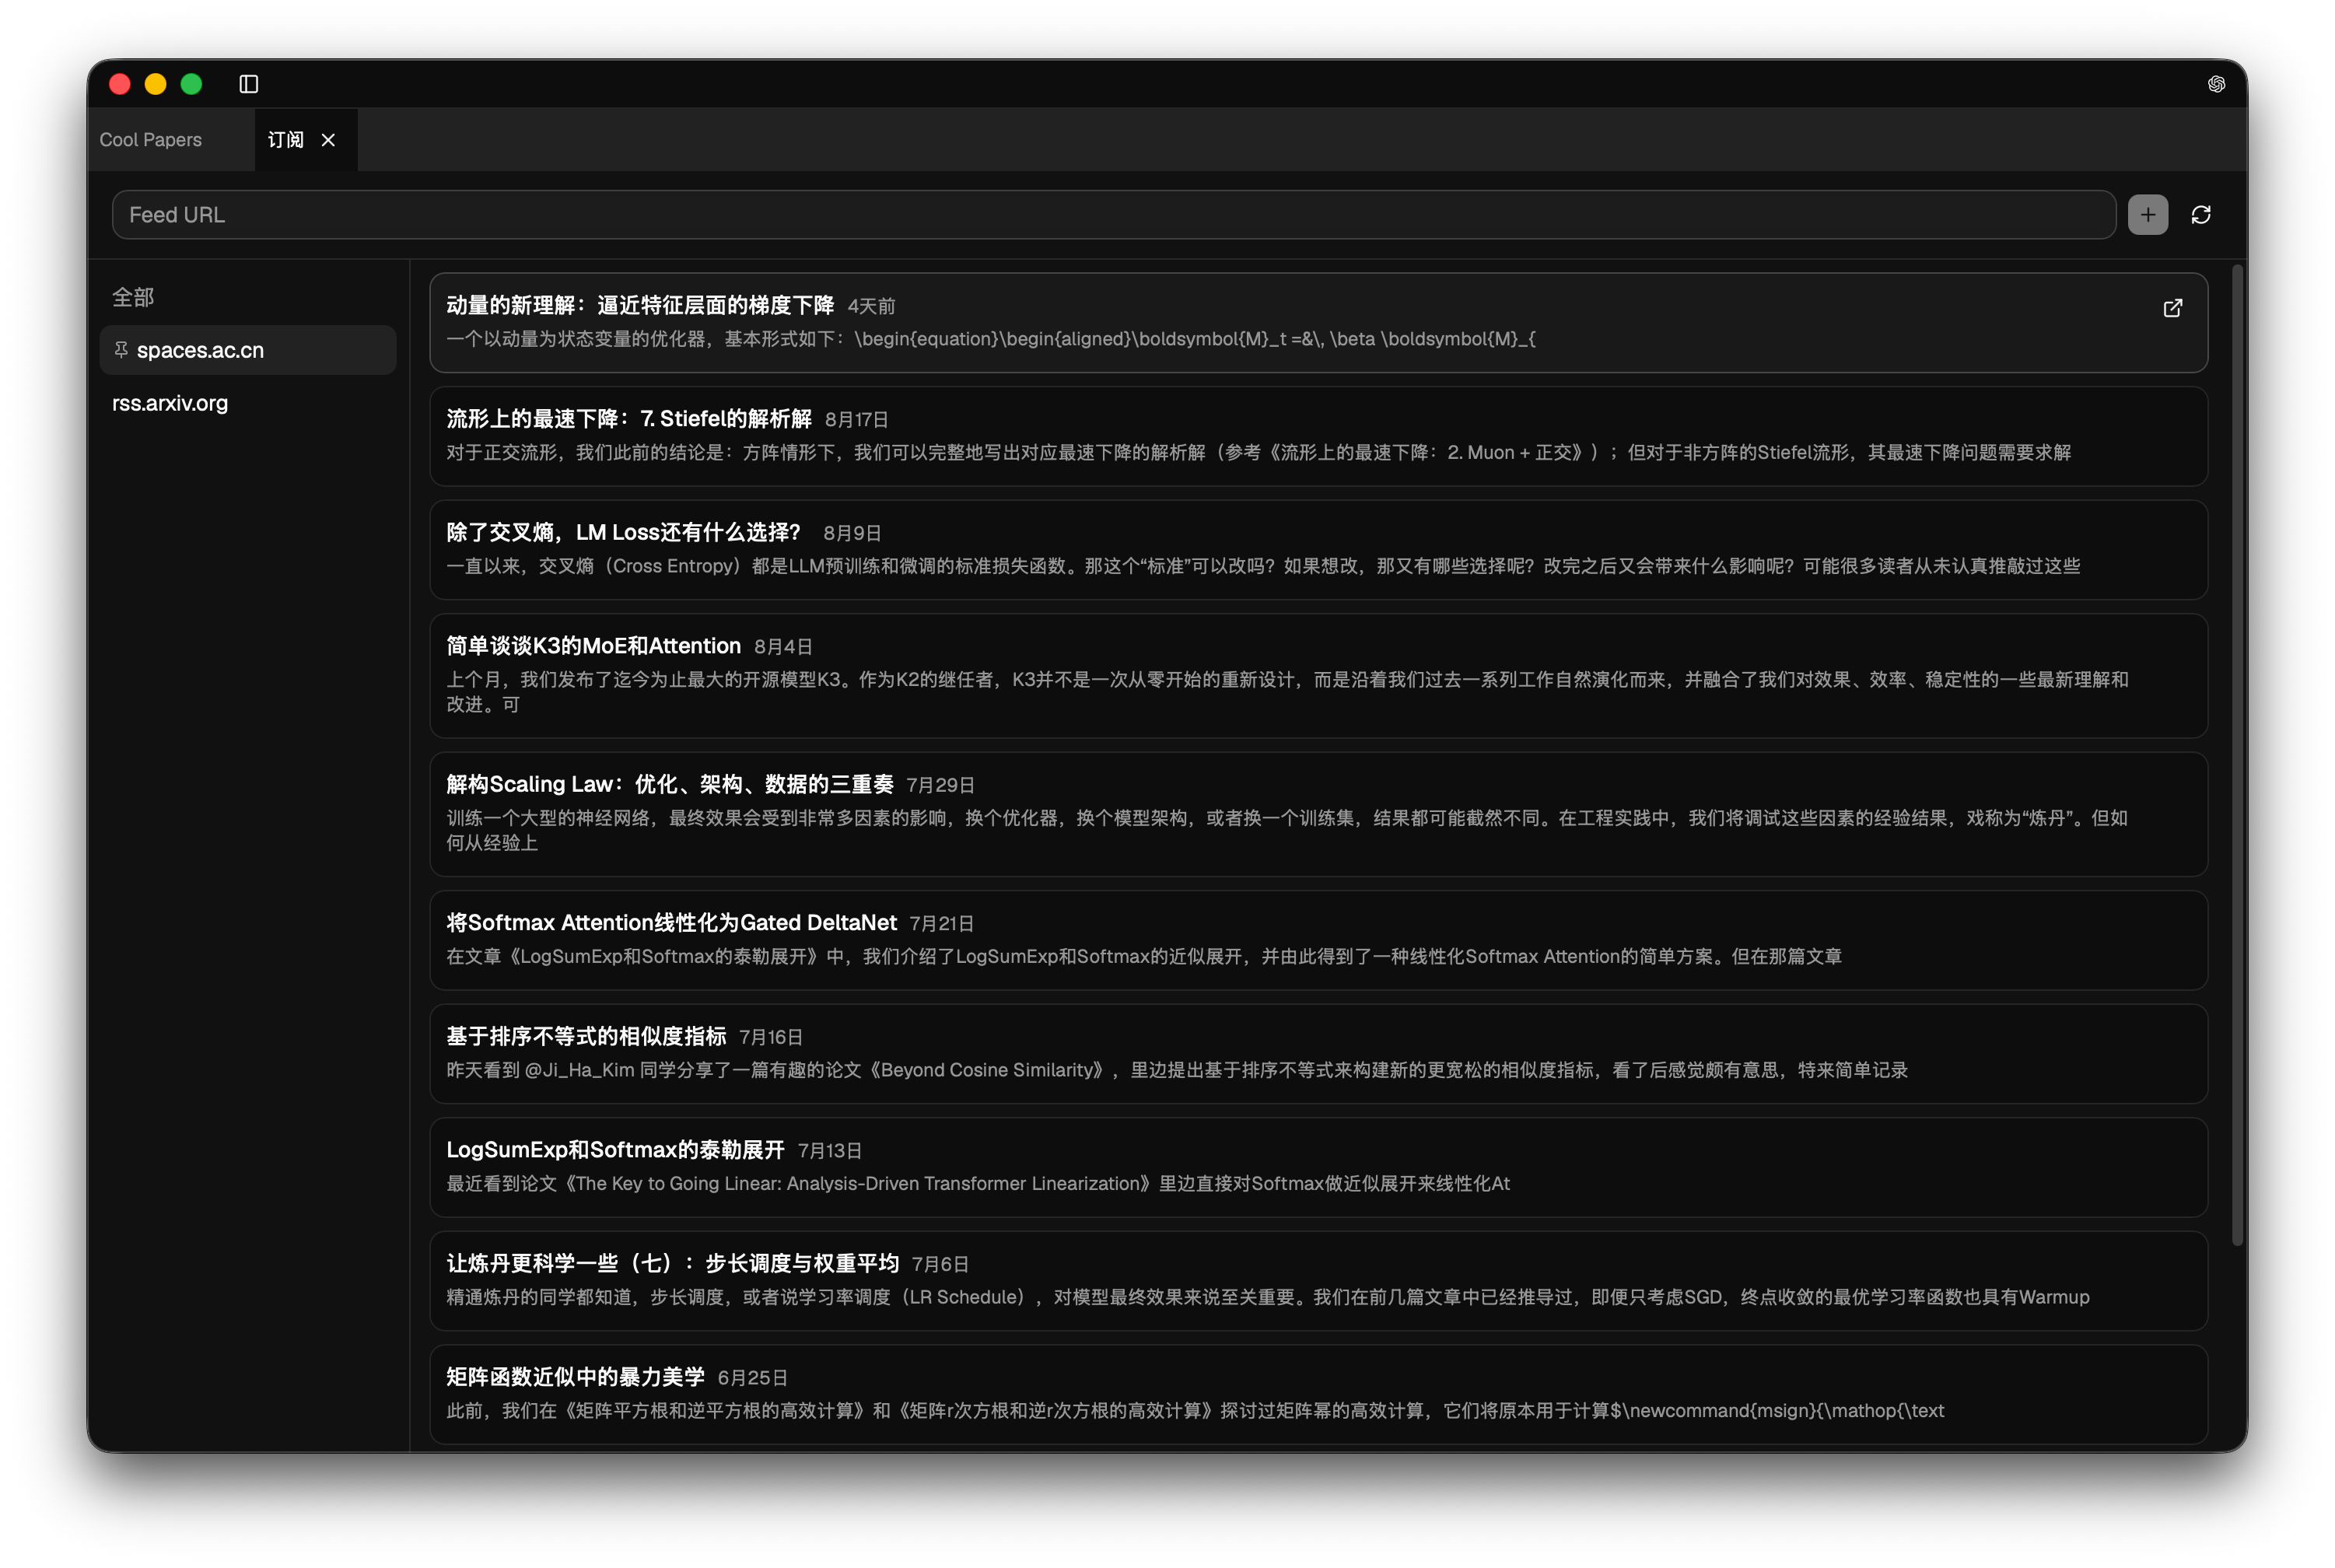 Cool Papers
订阅
Feed URL
全部
spaces.ac.cn
rss.arxiv.org
动量的新理解：逼近特征层面的梯度下降 4天前
一个以动量为状态变量的优化器，基本形式如下：\begin{equation}\begin{aligned}\boldsymbol{M}_t =&\, \beta \boldsymbol{M}_{
流形上的最速下降：7. Stiefel的解析解 8月17日
对于正交流形，我们此前的结论是：方阵情形下，我们可以完整地写出对应最速下降的解析解（参考《流形上的最速下降：2. Muon + 正交》）；但对于非方阵的Stiefel流形，其最速下降问题需要求解
除了交叉熵，LM Loss还有什么选择？ 8月9日
一直以来，交叉熵（Cross Entropy）都是LLM预训练和微调的标准损失函数。那这个“标准”可以改吗？如果想改，那又有哪些选择呢？改完之后又会带来什么影响呢？可能很多读者从未认真推敲过这些
简单谈谈K3的MoE和Attention 8月4日
上个月，我们发布了迄今为止最大的开源模型K3。作为K2的继任者，K3并不是一次从零开始的重新设计，而是沿着我们过去一系列工作自然演化而来，并融合了我们对效果、效率、稳定性的一些最新理解和
改进。可
解构Scaling Law：优化、架构、数据的三重奏 7月29日
训练一个大型的神经网络，最终效果会受到非常多因素的影响，换个优化器，换个模型架构，或者换一个训练集，结果都可能截然不同。在工程实践中，我们将调试这些因素的经验结果，戏称为“炼丹”。但如
何从经验上
将Softmax Attention线性化为Gated DeltaNet 7月21日
在文章《LogSumExp和Softmax的泰勒展开》中，我们介绍了LogSumExp和Softmax的近似展开，并由此得到了一种线性化Softmax Attention的简单方案。但在那篇文章
基于排序不等式的相似度指标 7月16日
昨天看到 @Ji_Ha_Kim 同学分享了一篇有趣的论文《Beyond Cosine Similarity》，里边提出基于排序不等式来构建新的更宽松的相似度指标，看了后感觉颇有意思，特来简单记录
LogSumExp和Softmax的泰勒展开 7月13日
最近看到论文《The Key to Going Linear: Analysis-Driven Transformer Linearization》里边直接对Softmax做近似展开来线性化At
让炼丹更科学一些（七）：步长调度与权重平均 7月6日
精通炼丹的同学都知道，步长调度，或者说学习率调度（LR Schedule），对模型最终效果来说至关重要。我们在前几篇文章中已经推导过，即便只考虑SGD，终点收敛的最优学习率函数也具有Warmup
矩阵函数近似中的暴力美学 6月25日
此前，我们在《矩阵平方根和逆平方根的高效计算》和《矩阵r次方根和逆r次方根的高效计算》探讨过矩阵幂的高效计算，它们将原本用于计算$\newcommand{msign}{\mathop{\text